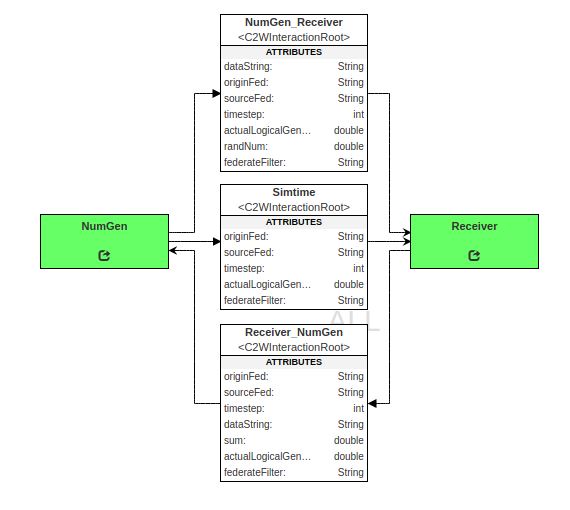 NumGen_Receiver
<C2WInteractionRoot>
ATTRIBUTES
dataString: String
originFed: String
sourceFed: String
timestep: int
actualLogicalGen... double
randNum: double
federateFilter: String
Simtime
<C2WInteractionRoot>
ATTRIBUTES
originFed: String
sourceFed: String
timestep: int
actualLogicalGen... double
federateFilter: String
NumGen
Receiver
ALL
Receiver_NumGen
<C2WInteractionRoot>
ATTRIBUTES
originFed: String
sourceFed: String
timestep: int
dataString: String
sum: double
actualLogicalGen... double
federateFilter: String